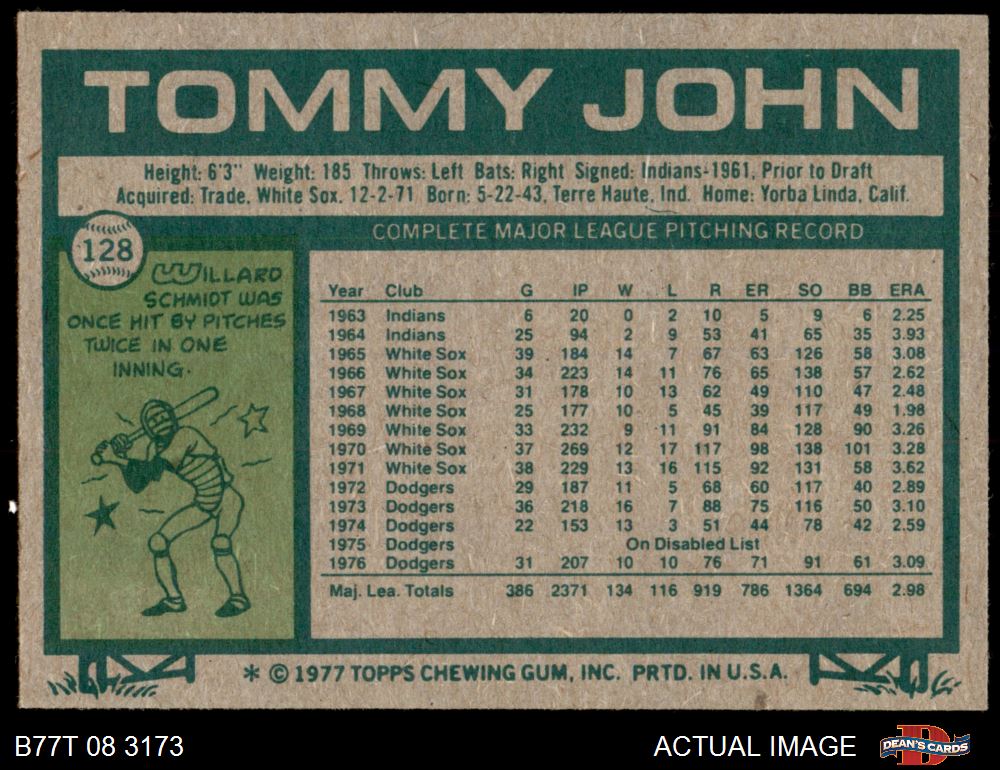 TOMMY JOHN
Height: 6'3" Weight: 185 Throws: Left Bats: Right Signed: Indians-1961, Prior to Draft
Acquired: Trade, White Sox, 12-2-71 Born: 5-22-43, Terre Haute, Ind. Home: Yorba Linda, Calif.
128
WILLARD
SCHMIDT WAS
ONCE HIT BY PITCHES
TWICE IN ONE
INNING.
COMPLETE MAJOR LEAGUE PITCHING RECORD
Year Club G IP W L R ER SO BB ERA
1963 Indians 6 20 0 2 10 5 9 6 2.25
1964 Indians 25 94 2 9 53 41 65 35 3.93
1965 White Sox 39 184 14 7 67 63 126 58 3.08
1966 White Sox 34 223 14 11 76 65 138 57 2.62
1967 White Sox 31 178 10 13 62 49 110 47 2.48
1968 White Sox 25 177 10 5 45 39 117 49 1.98
1969 White Sox 33 232 9 11 91 84 128 90 3.26
1970 White Sox 37 269 12 17 117 98 138 101 3.28
1971 White Sox 38 229 13 16 115 92 131 58 3.62
1972 Dodgers 29 187 11 5 68 60 117 40 2.89
1973 Dodgers 36 218 16 7 88 75 116 50 3.10
1974 Dodgers 22 153 13 3 51 44 78 42 2.59
1975 Dodgers On Disabled List
1976 Dodgers 31 207 10 10 76 71 91 61 3.09
Maj. Lea. Totals 386 2371 134 116 919 786 1364 694 2.98
* © 1977 TOPPS CHEWING GUM, INC. PRTD. IN U.S.A.
B77T 08 3173
ACTUAL IMAGE
D
DEAN'S CARDS